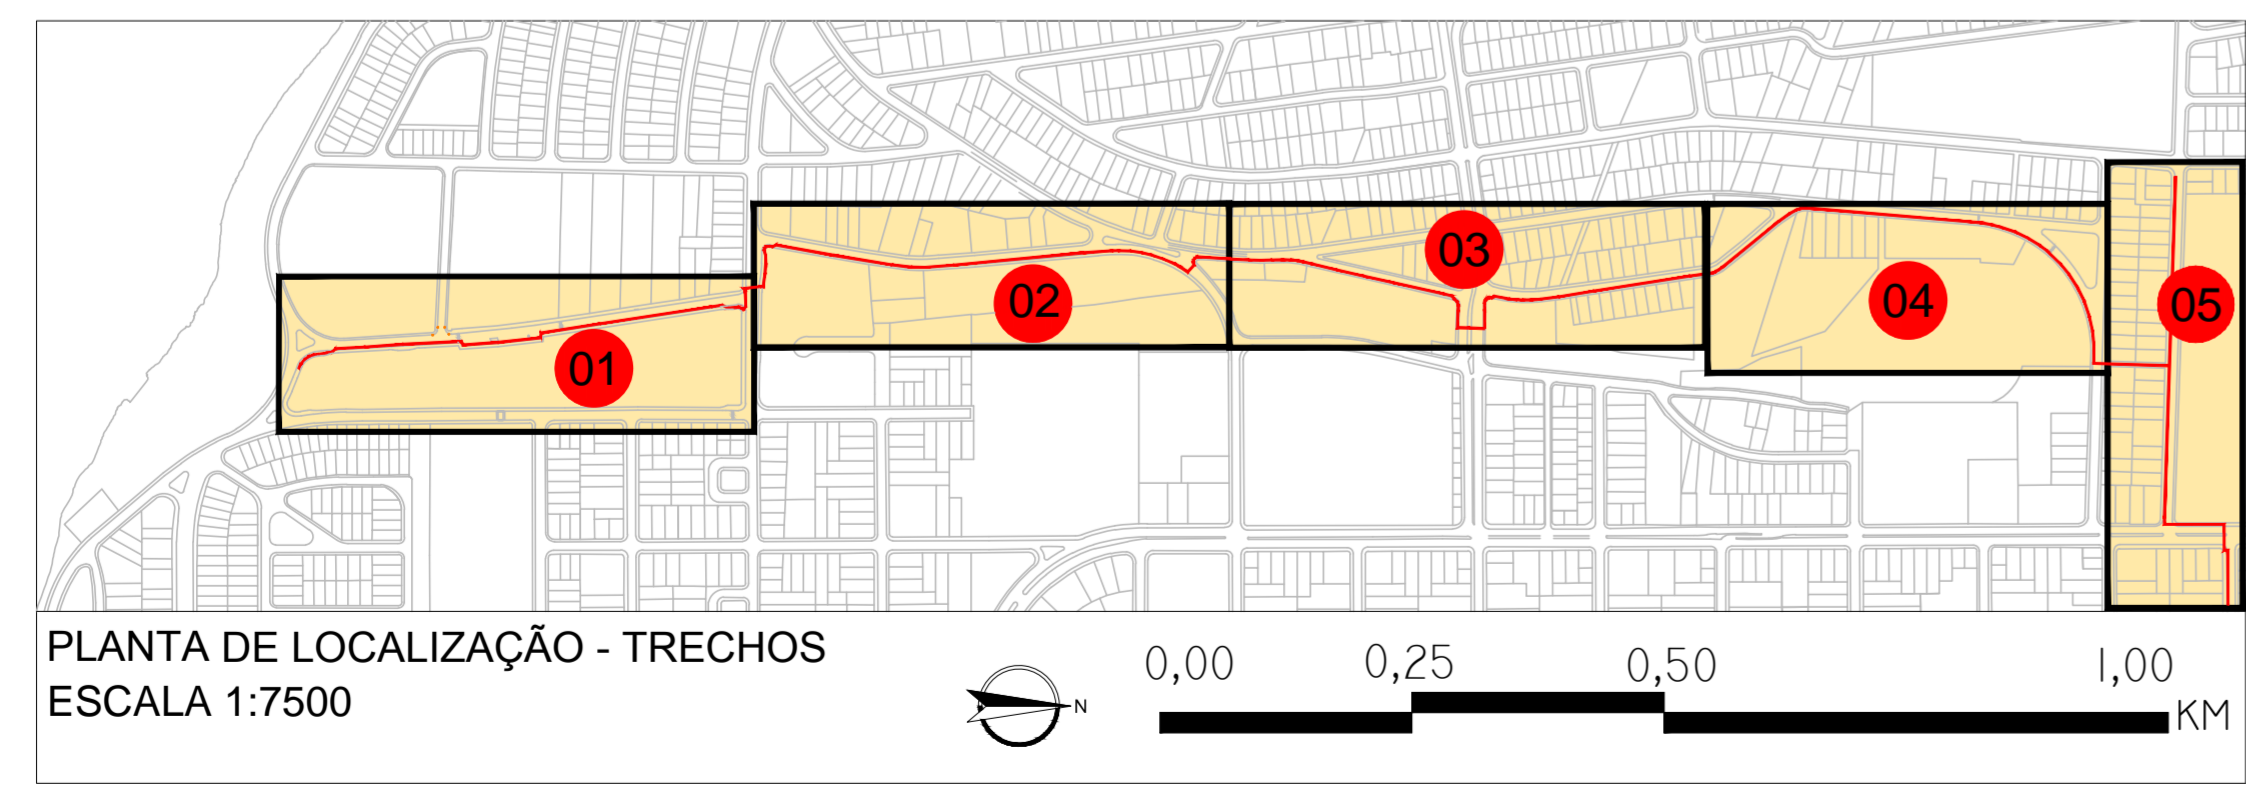 01
02
03
04
05
PLANTA DE LOCALIZAÇÃO - TRECHOS
ESCALA 1:7500
N
0,00 0,25 0,50 1,00
KM